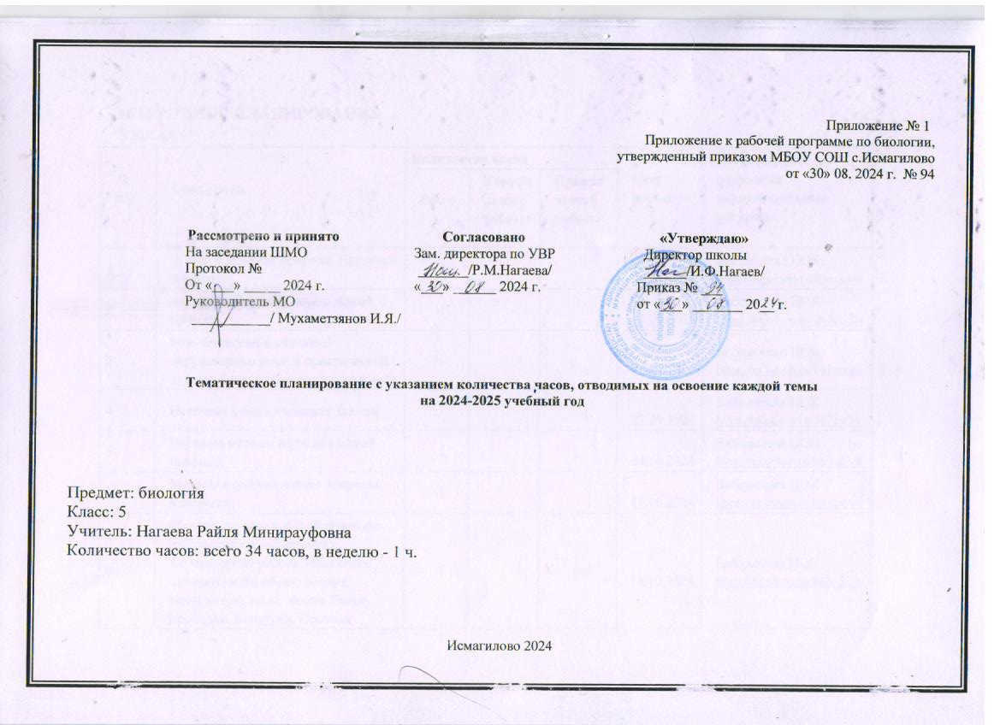 Приложение № 1
Приложение к рабочей программе по биологии,
утвержденный приказом МБОУ СОШ с.Исмагилово
от «30» 08. 2024 г. № 94
Рассмотрено и принято
На заседании ШМО
Протокол №
От «___» _____ 2024 г.
Руководитель МО
____________/ Мухаметзянов И.Я./
Согласовано
Зам. директора по УВР
_______/Р.М.Нагаева/
«30» 08 2024 г.
«Утверждаю»
Директор школы
______/И.Ф.Нагаев/
Приказ № 94
от «30» 08 2024г.
Тематическое планирование с указанием количества часов, отводимых на освоение каждой темы
на 2024-2025 учебный год
Предмет: биология
Класс: 5
Учитель: Нагаева Райля Минирауфовна
Количество часов: всего 34 часов, в неделю - 1 ч.
Исмагилово 2024